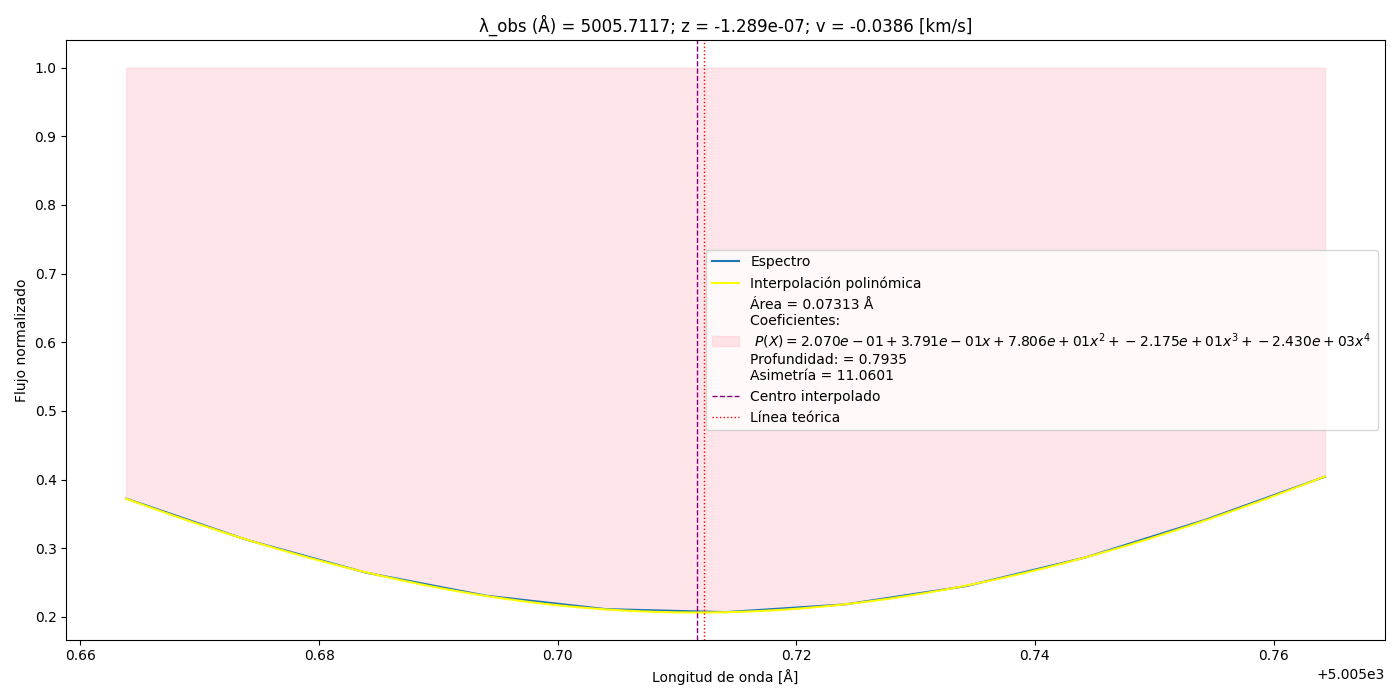 λ_obs (Å) = 5005.7117; z = -1.289e-07; v = -0.0386 [km/s]
Flujo normalizado
1.0
0.9
0.8
0.7
0.6
0.5
0.4
0.3
0.2
Espectro
Interpolación polinómica
Área = 0.07313 Å
Coeficientes:
P(X) = 2.070e − 01 + 3.791e − 01x + 7.806e + 01x² + −2.175e + 01x³ + −2.430e + 03x⁴
Profundidad: = 0.7935
Asimetría = 11.0601
Centro interpolado
Línea teórica
0.66 0.68 0.70 0.72 0.74 0.76
+5.005e3
Longitud de onda [Å]